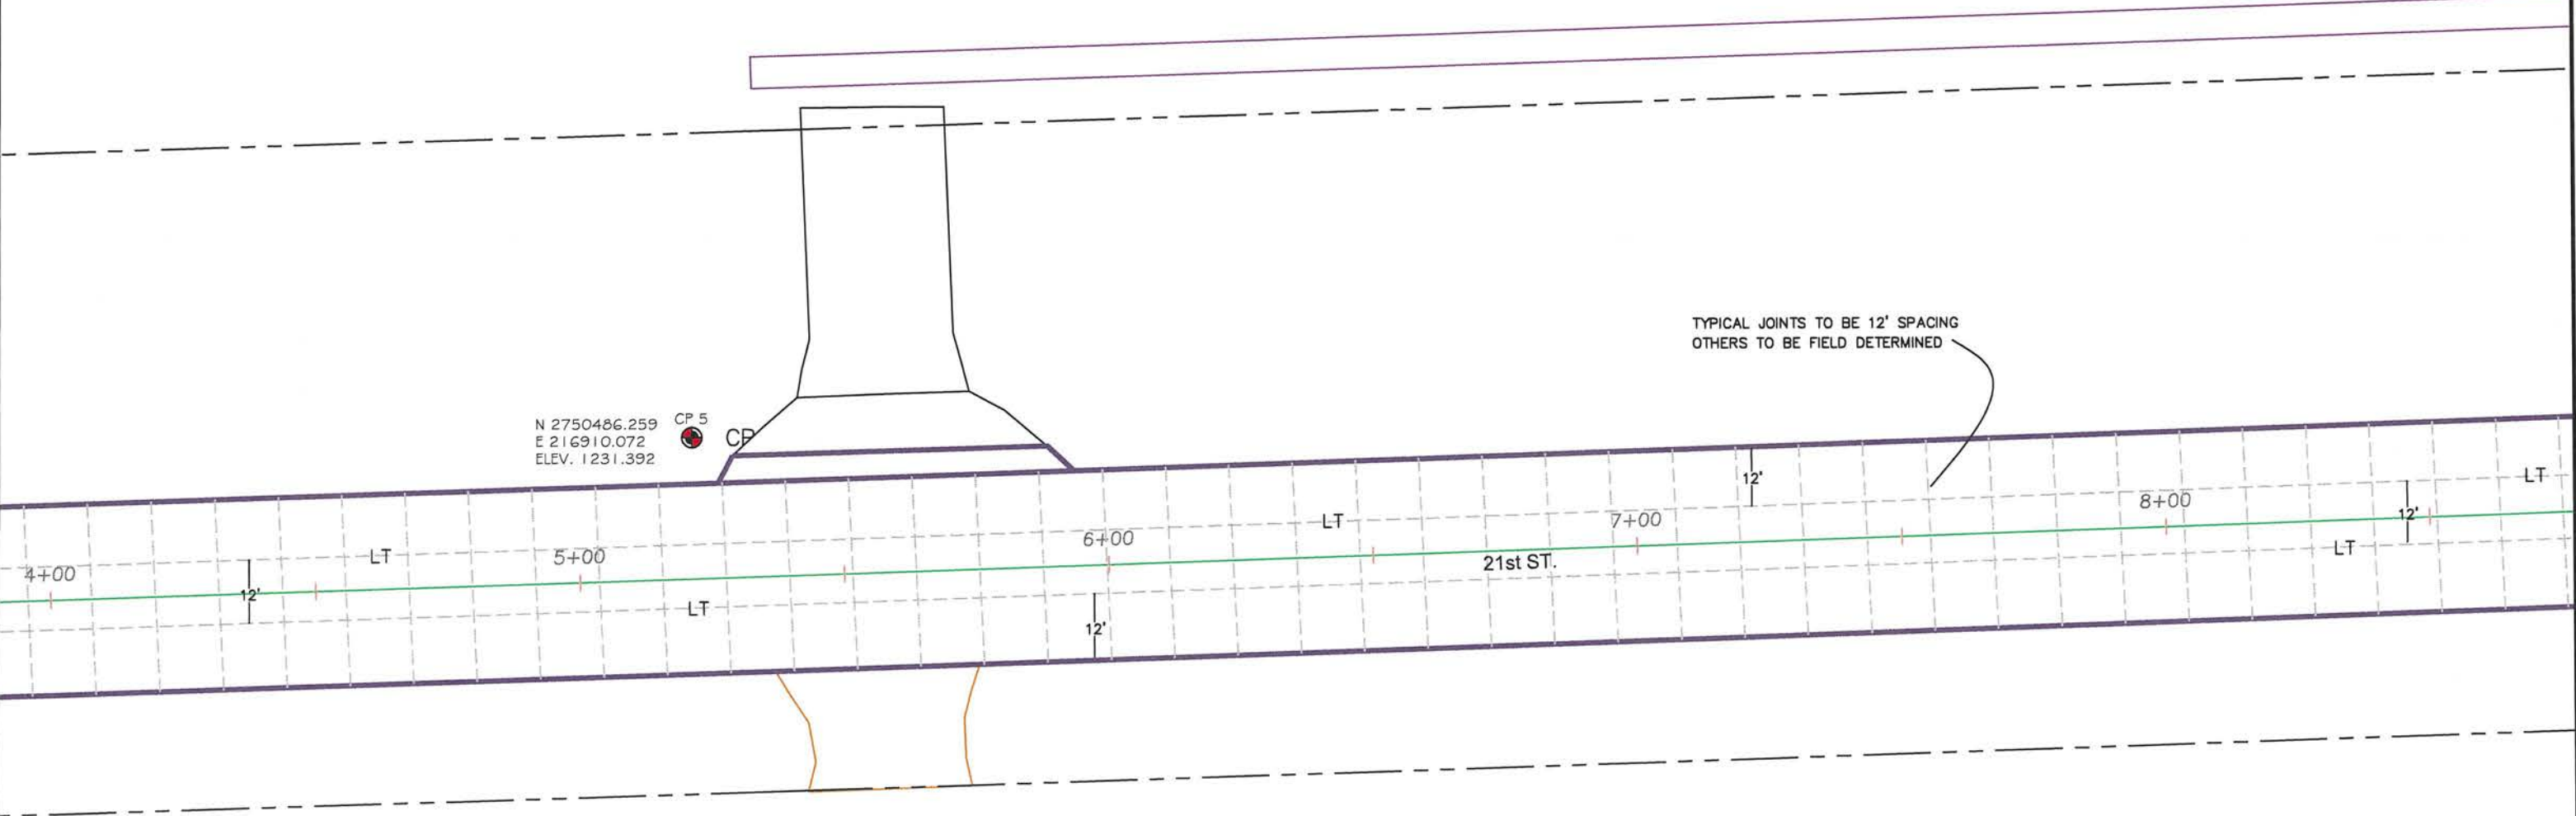 TYPICAL JOINTS TO BE 12' SPACING
OTHERS TO BE FIELD DETERMINED
N 2750486.259
E 216910.072
ELEV. 1231.392
CP 5
CP
4+00
LT
5+00
6+00
LT
7+00
12'
8+00
LT
12'
LT
12'
21st ST.
12'
LT